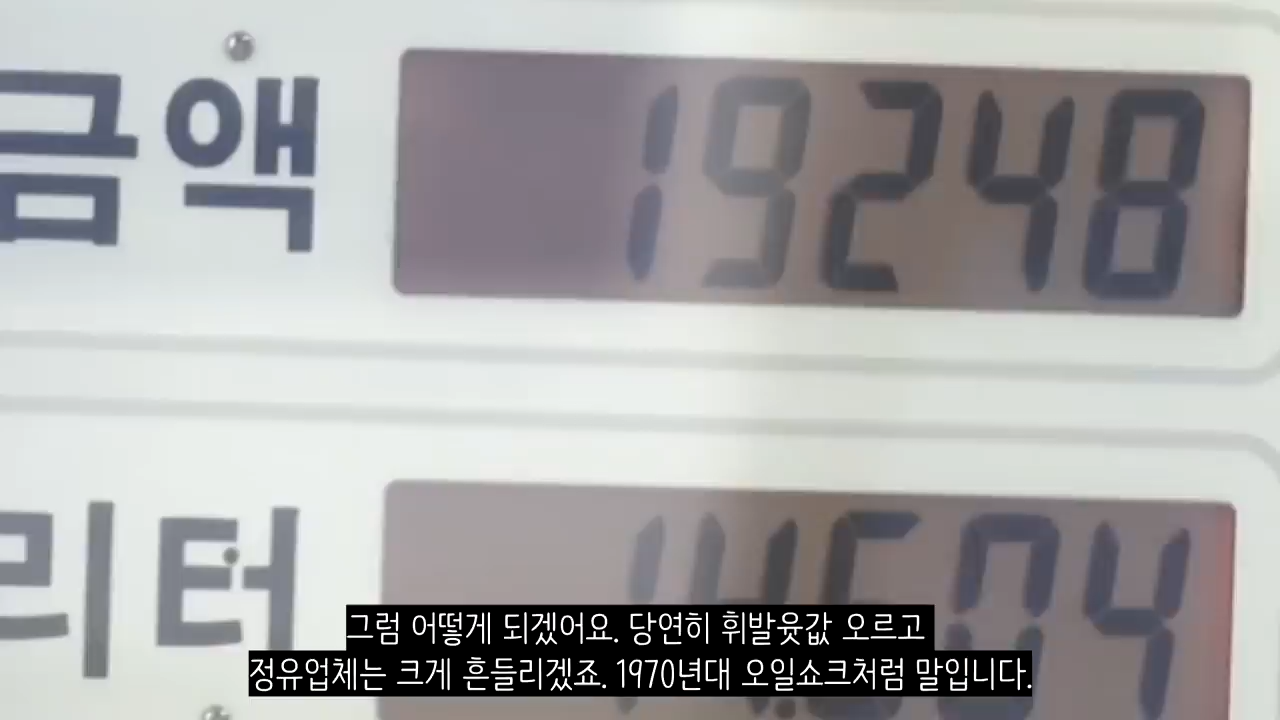 금액
19248
리터
그럼 어떻게 되겠어요. 당연히 휘발윳값 오르고
정유업체는 크게 흔들리겠죠. 1970년대 오일쇼크처럼 말입니다.